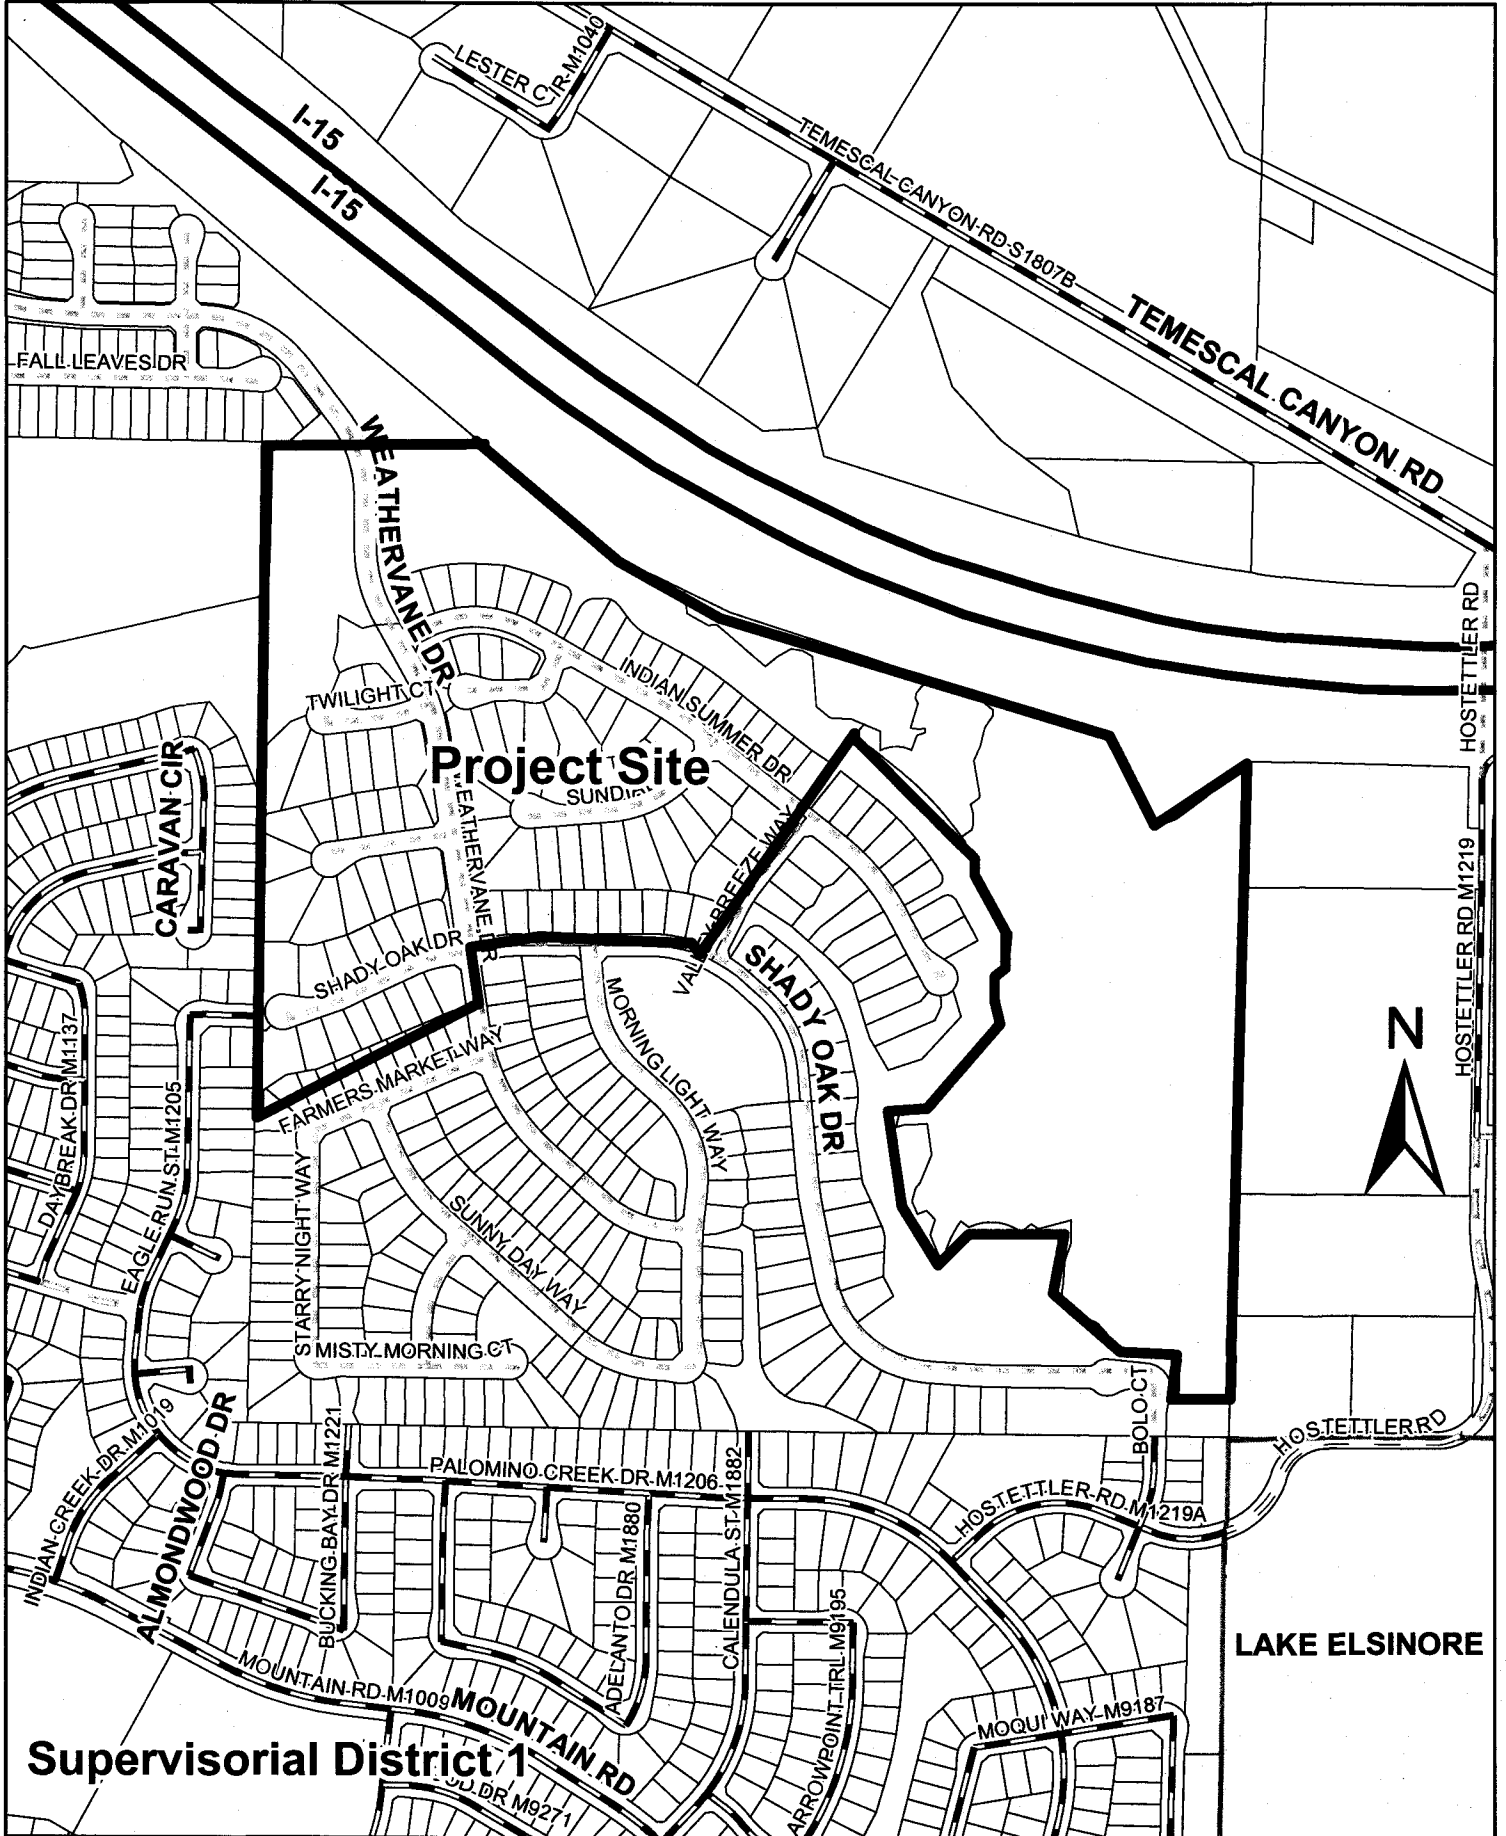 LESTER CIR M1040
I-15
I-15
TEMESCAL CANYON RD S1807B
TEMESCAL CANYON RD
FALL LEAVES DR
WEATHERVANE DR
HOSTETTLER RD
INDIAN SUMMER DR
TWILIGHT CT
Project Site
WEATHERVANE DR
CARAVAN CIR
VALLEY BREEZE WAY
HOSTETTLER RD M1219
SHADY OAK DR
SHADY OAK DR
MORNING LIGHT WAY
N
DAYBREAK DR M1137
FARMERS MARKET WAY
EAGLE RUN ST M1205
STARRY NIGHT WAY
SUNNY DAY WAY
MISTY MORNING CT
BOLO CT
INDIAN CREEK DR M1019
ALMONDWOOD DR
BUCKING BAY DR M1221
PALOMINO CREEK DR M1206
HOSTETTLER RD
HOSTETTLER RD M1219A
CALENDULA ST M1882
ADELANTO DR M1880
ARROWPOINT TRL M9195
LAKE ELSINORE
MOUNTAIN RD M1009
MOUNTAIN RD
MOQUI WAY M9187
Supervisorial District 1
DR M9271